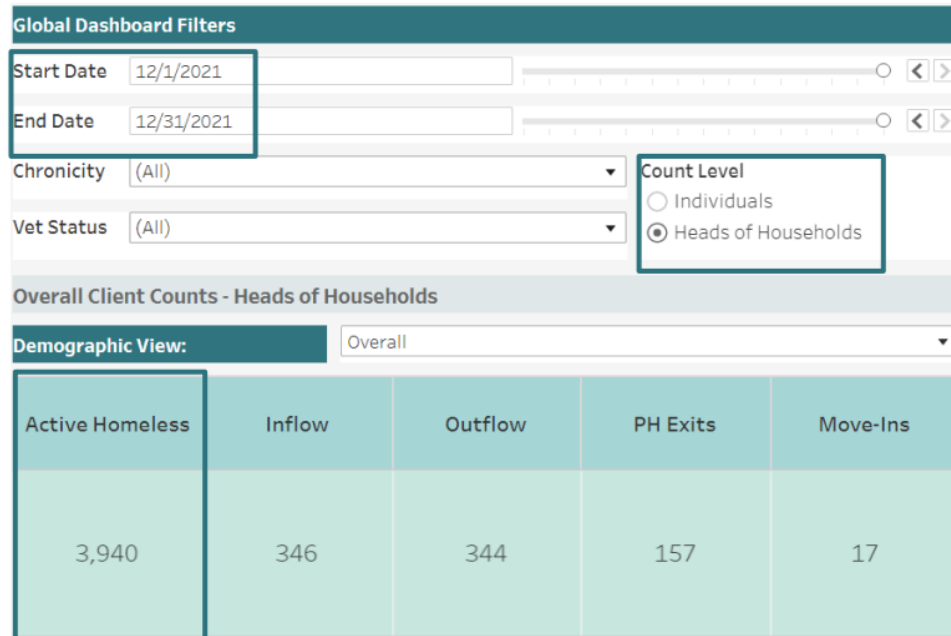 Global Dashboard Filters
Start Date 12/1/2021
End Date 12/31/2021
Chronicity (All)
Count Level
Individuals
Vet Status (All)
Heads of Households
Overall Client Counts - Heads of Households
Demographic View: Overall
Active Homeless Inflow Outflow PH Exits Move-Ins
3,940 346 344 157 17